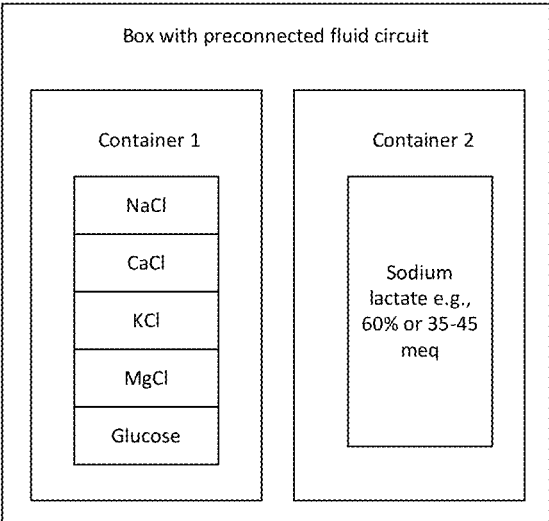 Box with preconnected fluid circuit
Container 1
NaCl
CaCl
KCl
MgCl
Glucose
Container 2
Sodium
lactate e.g.,
60% or 35-45
meq